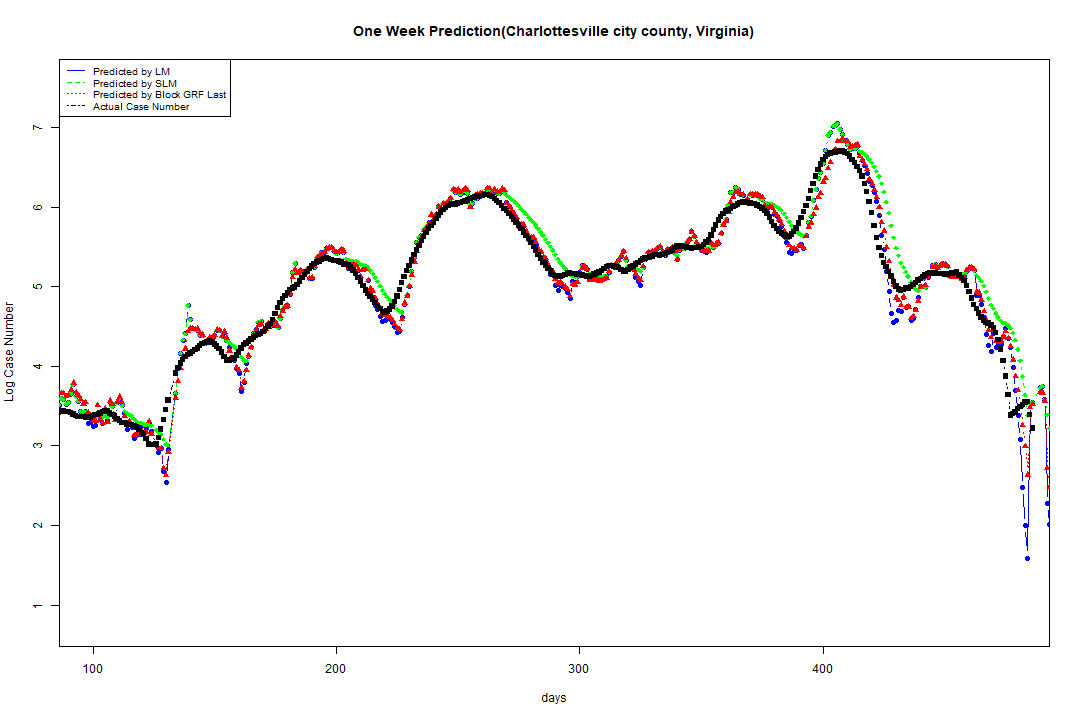 One Week Prediction(Charlottesville city county, Virginia)
Predicted by LM
Predicted by SLM
Predicted by Block GRF Last
Actual Case Number
Log Case Number
7
6
5
4
3
2
1
100 200 300 400
days